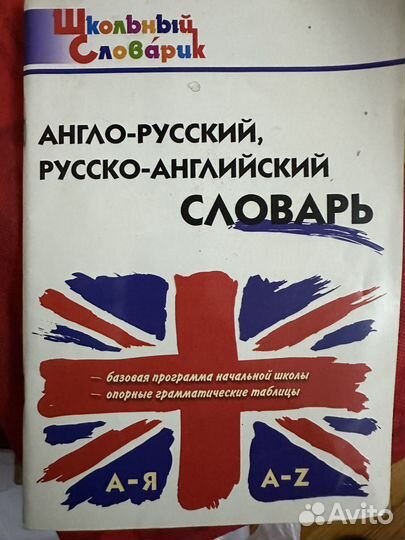 Школьный
Словарик
АНГЛО-РУССКИЙ,
РУССКО-АНГЛИЙСКИЙ
СЛОВАРЬ
– базовая программа начальной школы
– опорные грамматические таблицы
А–Я A–Z
Avito